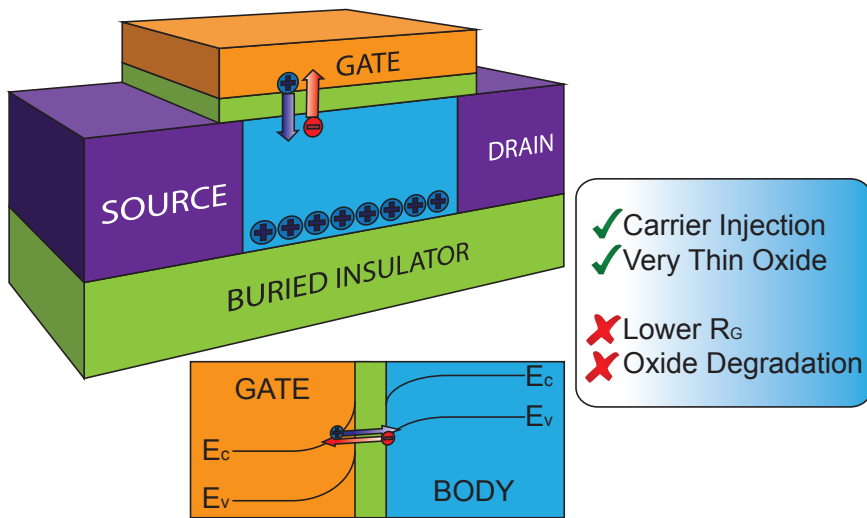 GATE
SOURCE
DRAIN
BURIED INSULATOR
Carrier Injection
Very Thin Oxide
Lower RG
Oxide Degradation
GATE
Ec
Ev
Ec
Ev
BODY